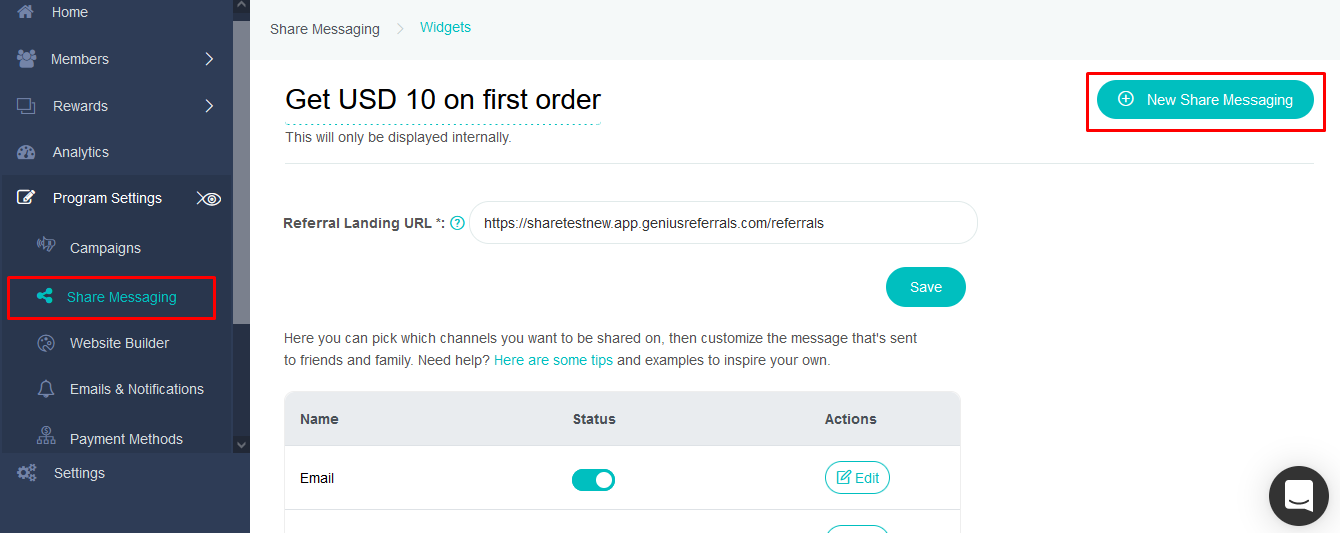 Home
Members
Rewards
Analytics
Program Settings
Campaigns
Share Messaging
Website Builder
Emails & Notifications
Payment Methods
Settings
Share Messaging
Widgets
Get USD 10 on first order
New Share Messaging
This will only be displayed internally.
Referral Landing URL *:
https://sharetestnew.app.geniusreferrals.com/referrals
Save
Here you can pick which channels you want to be shared on, then customize the message that's sent
to friends and family. Need help? Here are some tips and examples to inspire your own.
Name Status Actions
Email Edit